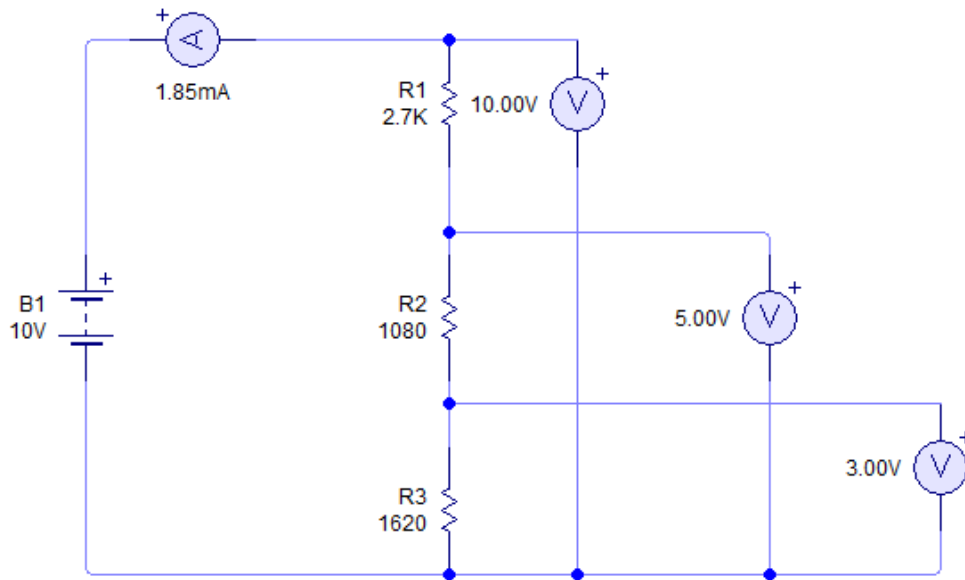 +
A
1.85mA
R1
2.7K
10.00V
+
V
+
B1
10V
R2
1080
5.00V
+
V
R3
1620
3.00V
+
V